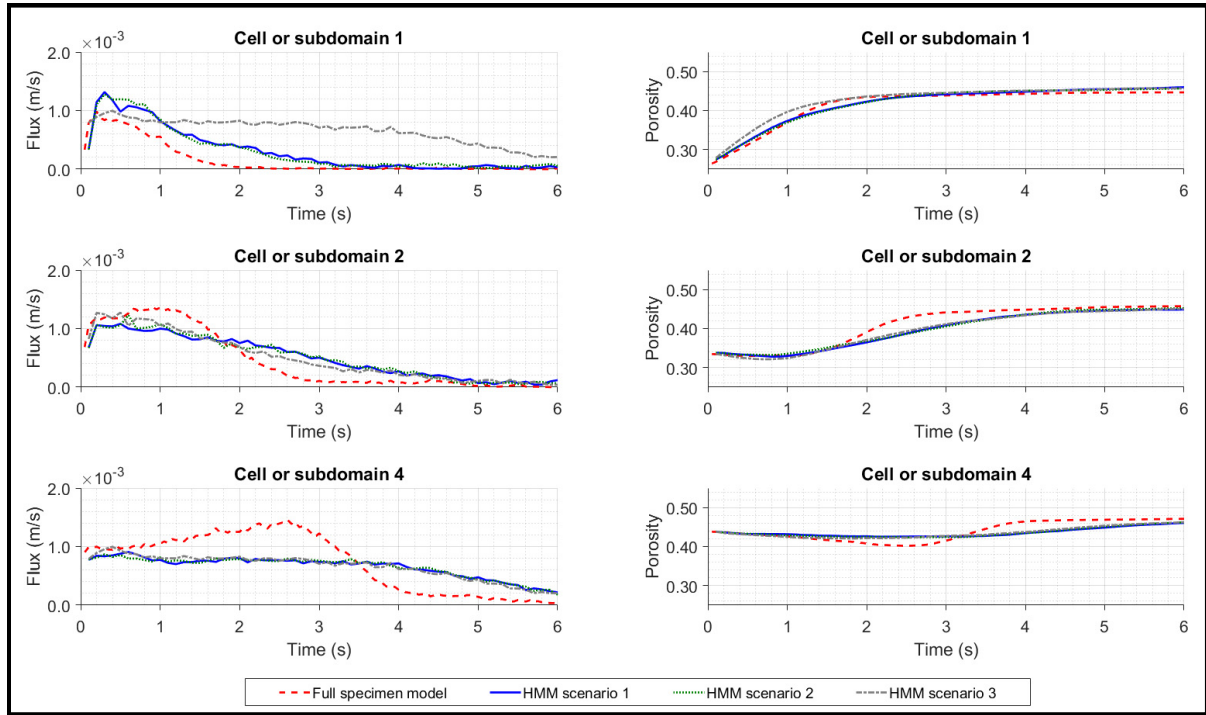 Cell or subdomain 1
×10⁻³
2.0
1.0
0.0
Flux (m/s)
0 1 2 3 4 5 6
Time (s)
Cell or subdomain 1
0.50
0.40
0.30
Porosity
0 1 2 3 4 5 6
Time (s)
Cell or subdomain 2
×10⁻³
2.0
1.0
0.0
Flux (m/s)
0 1 2 3 4 5 6
Time (s)
Cell or subdomain 2
0.50
0.40
0.30
Porosity
0 1 2 3 4 5 6
Time (s)
Cell or subdomain 4
×10⁻³
2.0
1.0
0.0
Flux (m/s)
0 1 2 3 4 5 6
Time (s)
Cell or subdomain 4
0.50
0.40
0.30
Porosity
0 1 2 3 4 5 6
Time (s)
Full specimen model HMM scenario 1 HMM scenario 2 HMM scenario 3